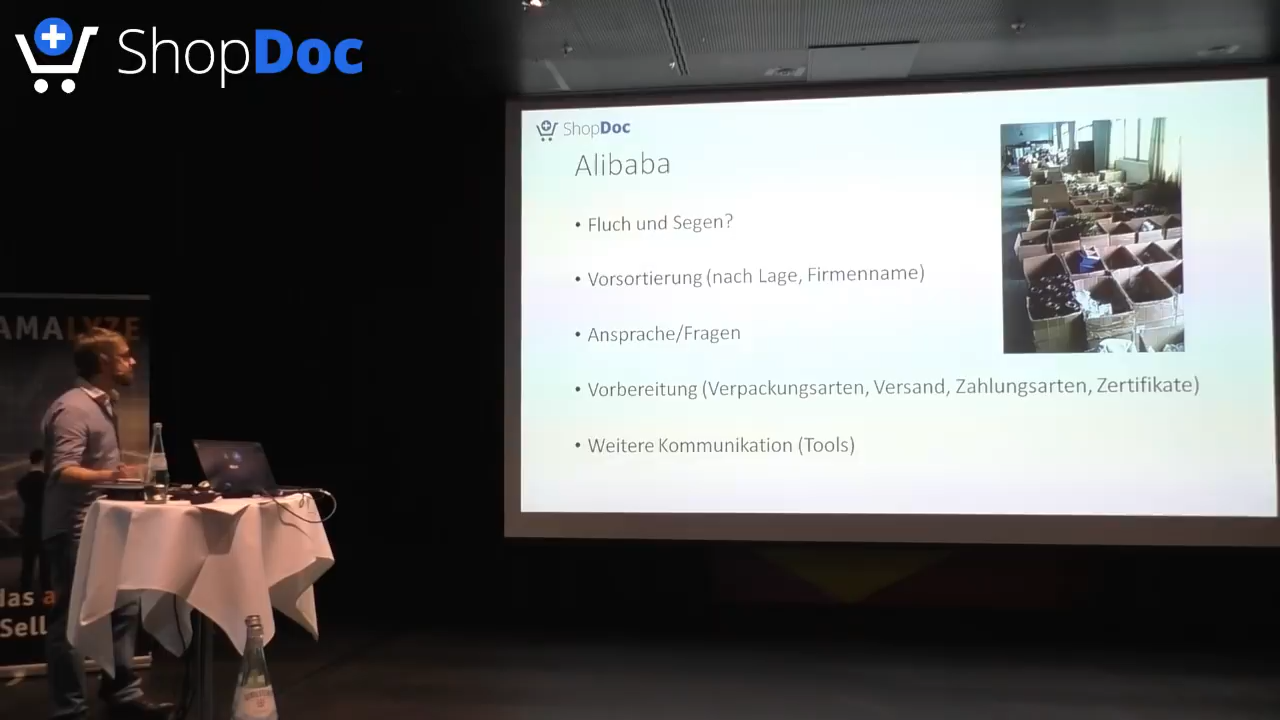 ShopDoc
ShopDoc
Alibaba
• Fluch und Segen?
• Vorsortierung (nach Lage, Firmenname)
• Ansprache/Fragen
• Vorbereitung (Verpackungsarten, Versand, Zahlungsarten, Zertifikate)
• Weitere Kommunikation (Tools)
AMALYZE
das a
Sell